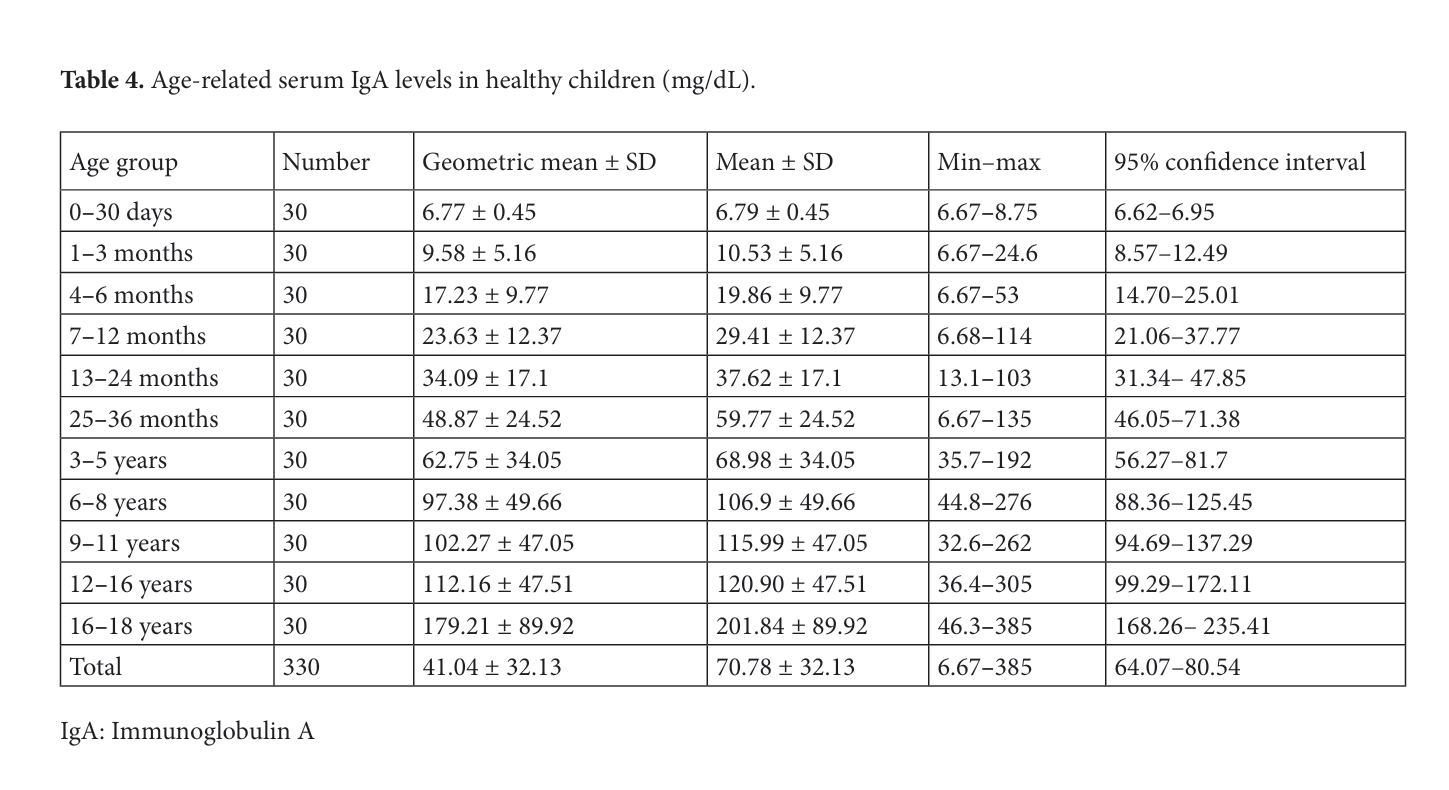 Table 4. Age-related serum IgA levels in healthy children (mg/dL).
Age group Number Geometric mean ± SD Mean ± SD Min–max 95% confidence interval
0–30 days 30 6.77 ± 0.45 6.79 ± 0.45 6.67–8.75 6.62–6.95
1–3 months 30 9.58 ± 5.16 10.53 ± 5.16 6.67–24.6 8.57–12.49
4–6 months 30 17.23 ± 9.77 19.86 ± 9.77 6.67–53 14.70–25.01
7–12 months 30 23.63 ± 12.37 29.41 ± 12.37 6.68–114 21.06–37.77
13–24 months 30 34.09 ± 17.1 37.62 ± 17.1 13.1–103 31.34– 47.85
25–36 months 30 48.87 ± 24.52 59.77 ± 24.52 6.67–135 46.05–71.38
3–5 years 30 62.75 ± 34.05 68.98 ± 34.05 35.7–192 56.27–81.7
6–8 years 30 97.38 ± 49.66 106.9 ± 49.66 44.8–276 88.36–125.45
9–11 years 30 102.27 ± 47.05 115.99 ± 47.05 32.6–262 94.69–137.29
12–16 years 30 112.16 ± 47.51 120.90 ± 47.51 36.4–305 99.29–172.11
16–18 years 30 179.21 ± 89.92 201.84 ± 89.92 46.3–385 168.26– 235.41
Total 330 41.04 ± 32.13 70.78 ± 32.13 6.67–385 64.07–80.54
IgA: Immunoglobulin A